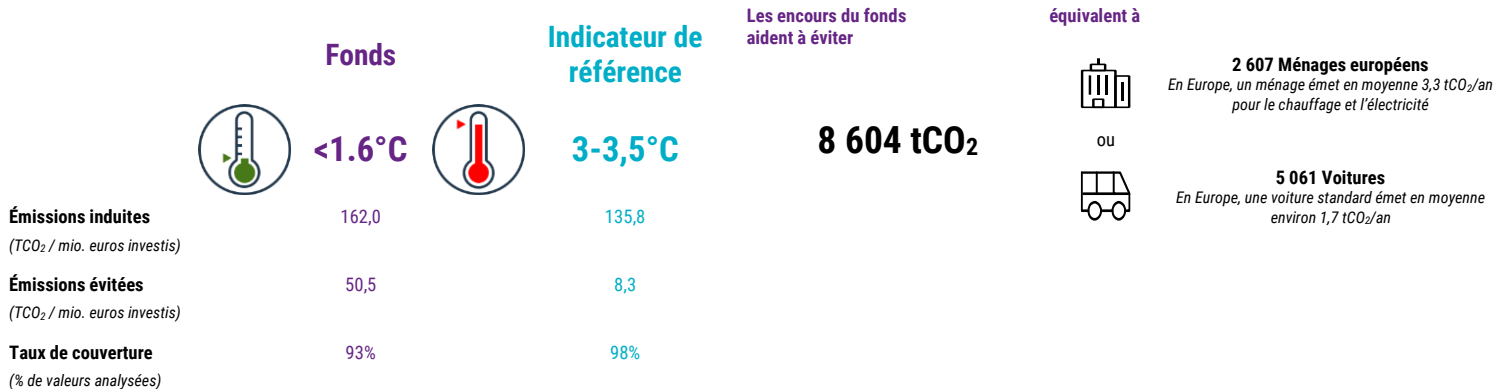 Fonds
Indicateur de
référence
<1.6°C
3-3,5°C
Émissions induites
162,0
135,8
(TCO₂ / mio. euros investis)
Émissions évitées
50,5
8,3
(TCO₂ / mio. euros investis)
Taux de couverture
93%
98%
(% de valeurs analysées)
Les encours du fonds
aident à éviter
8 604 tCO₂
équivalent à
2 607 Ménages européens
En Europe, un ménage émet en moyenne 3,3 tCO₂/an
pour le chauffage et l'électricité
ou
5 061 Voitures
En Europe, une voiture standard émet en moyenne
environ 1,7 tCO₂/an